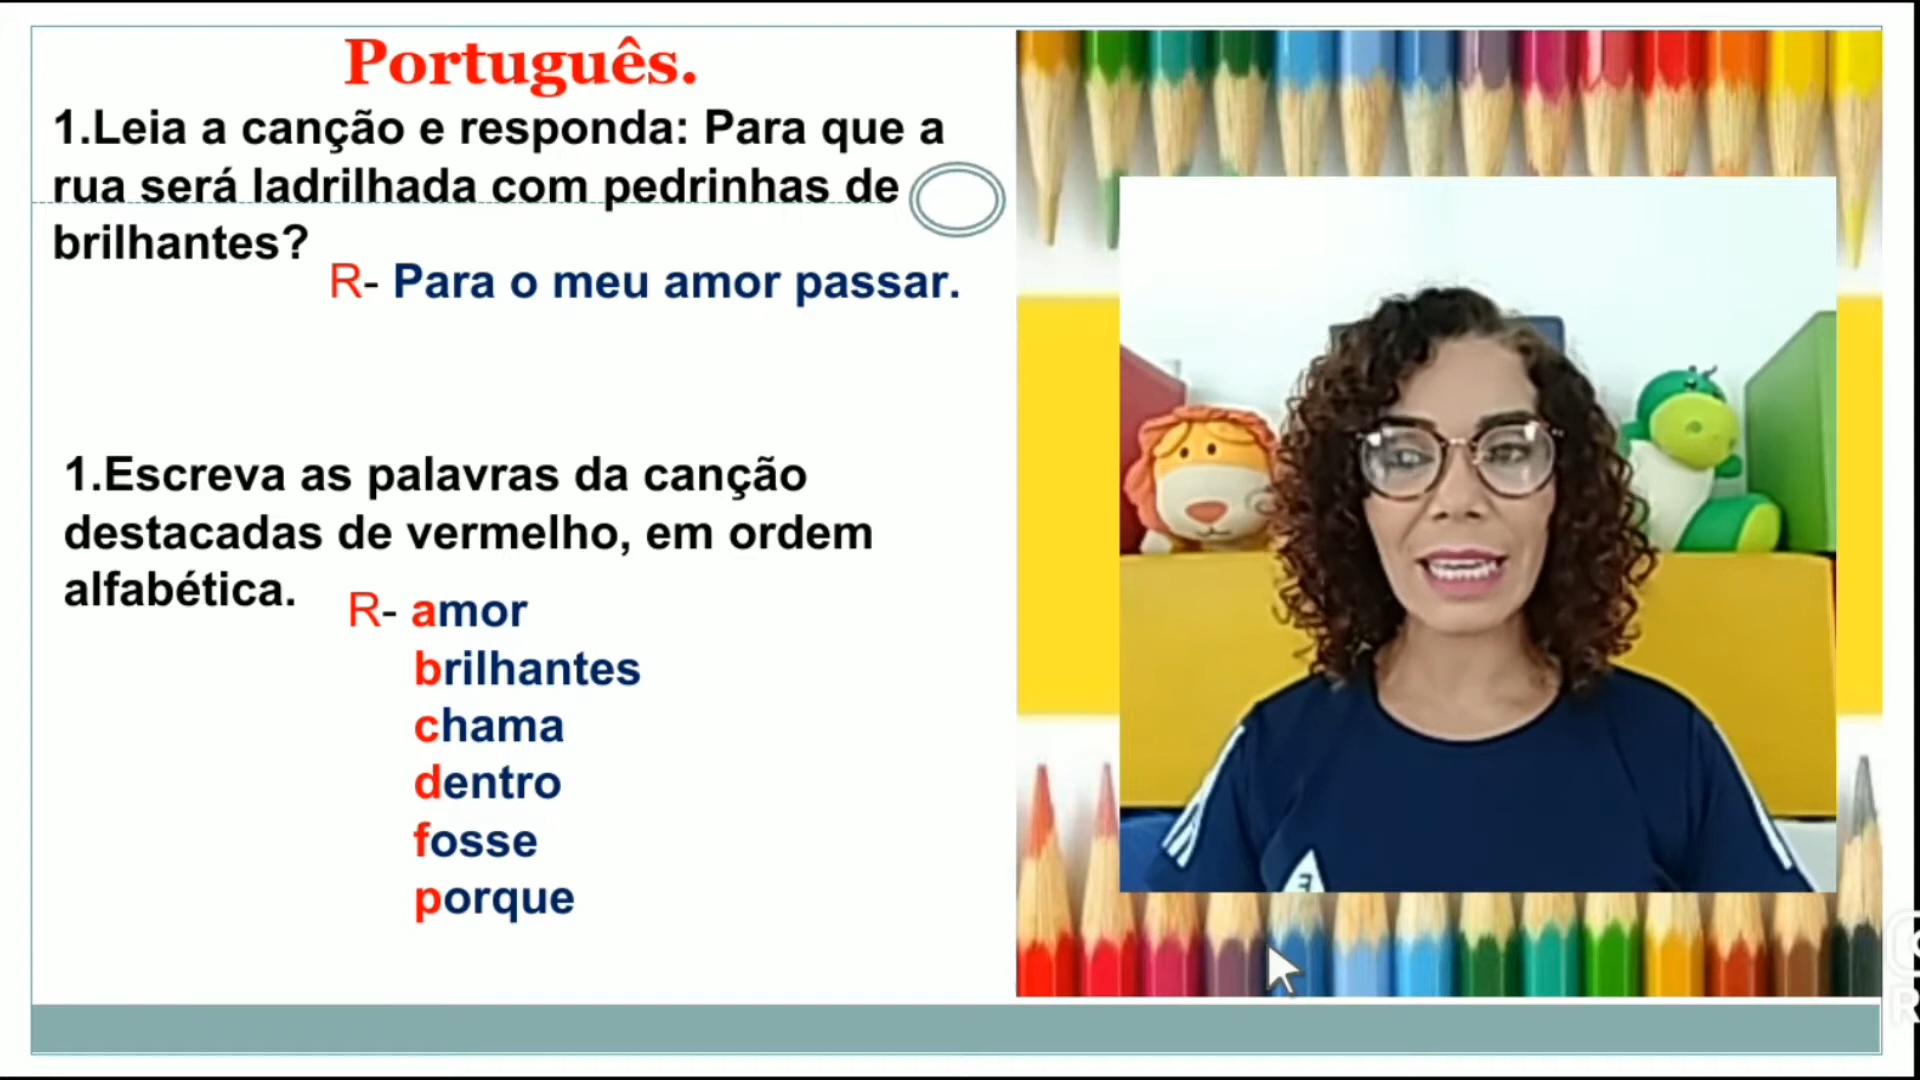 Português.
1.Leia a canção e responda: Para que a
rua será ladrilhada com pedrinhas de
brilhantes?
R- Para o meu amor passar.
1.Escreva as palavras da canção
destacadas de vermelho, em ordem
alfabética.
R- amor
brilhantes
chama
dentro
fosse
porque